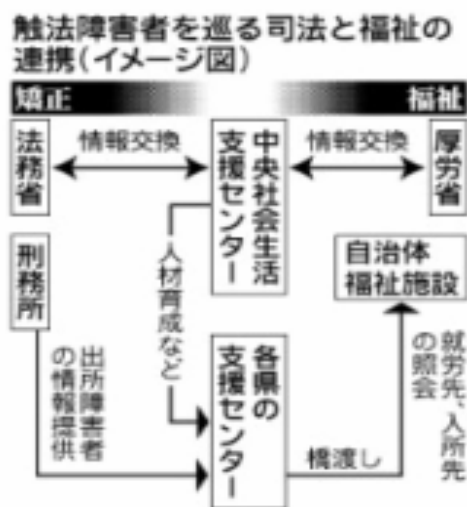 触法障害者を巡る司法と福祉の
連携(イメージ図)
矯正
福祉
法務省
情報交換
中央社会生活
支援センター
情報交換
厚労省
刑務所
人材育成など
自治体
福祉施設
出所障害者
の情報提供
各県の
支援センター
橋渡し
就労先、入所先
の照会